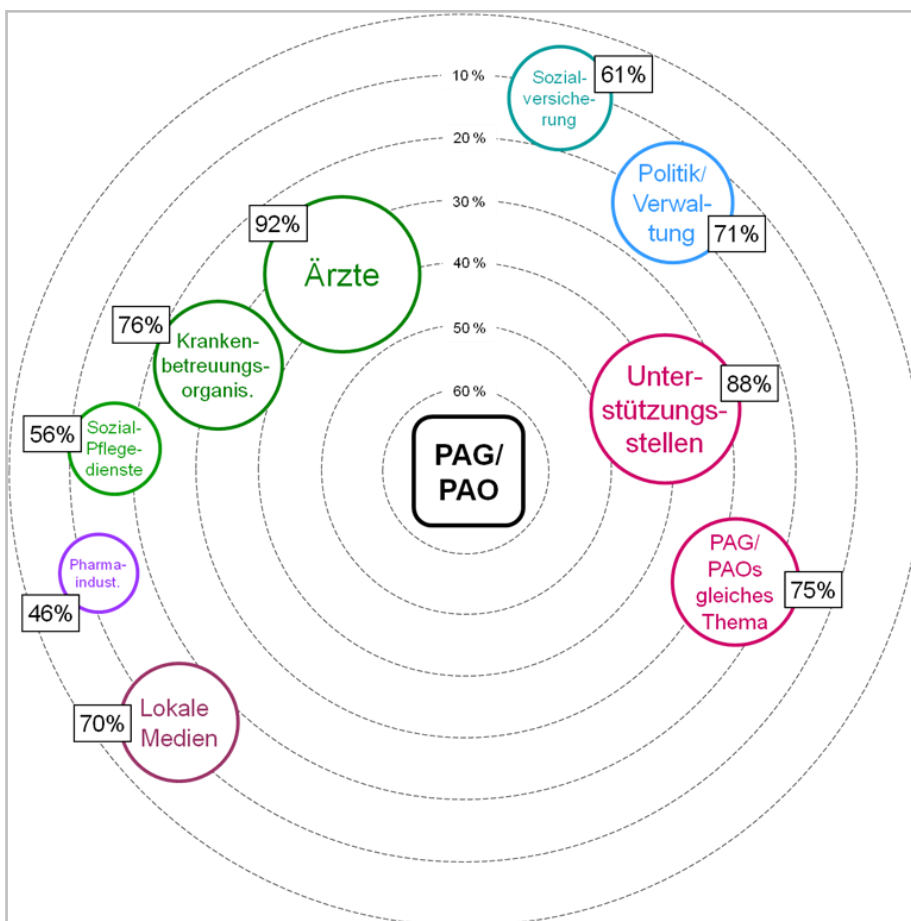 10 %
20 %
30 %
40 %
50 %
60 %
Sozial-
versiche-
rung
61%
Politik/
Verwal-
tung
71%
92%
Ärzte
76%
Kranken-
betreuungs-
organis.
Unter-
stützungs-
stellen
88%
56%
Sozial-
Pflege-
dienste
PAG/
PAO
Pharma-
indust.
46%
PAG/
PAOs
gleiches
Thema
75%
70%
Lokale
Medien